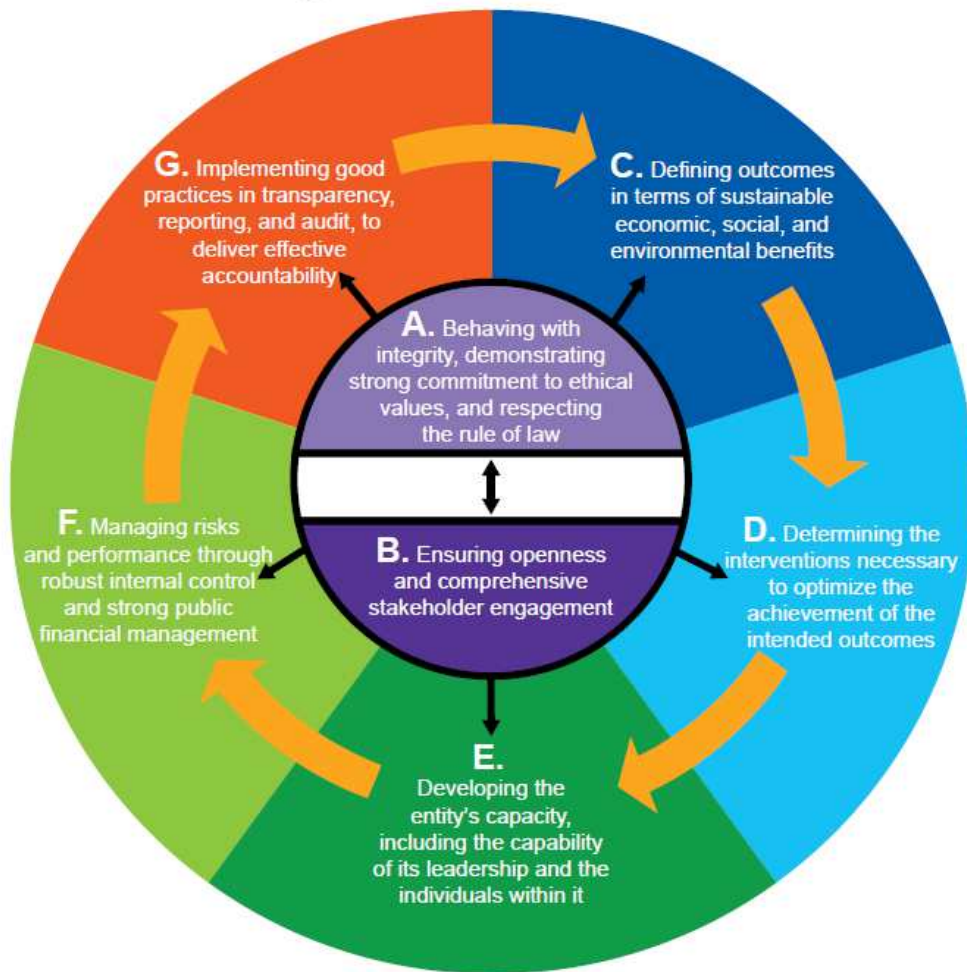 G. Implementing good
practices in transparency,
reporting, and audit, to
deliver effective
accountability
C. Defining outcomes
in terms of sustainable
economic, social, and
environmental benefits
A. Behaving with
integrity, demonstrating
strong commitment to ethical
values, and respecting
the rule of law
B. Ensuring openness
and comprehensive
stakeholder engagement
F. Managing risks
and performance through
robust internal control
and strong public
financial management
D. Determining the
interventions necessary
to optimize the
achievement of the
intended outcomes
E.
Developing the
entity's capacity,
including the capability
of its leadership and the
individuals within it